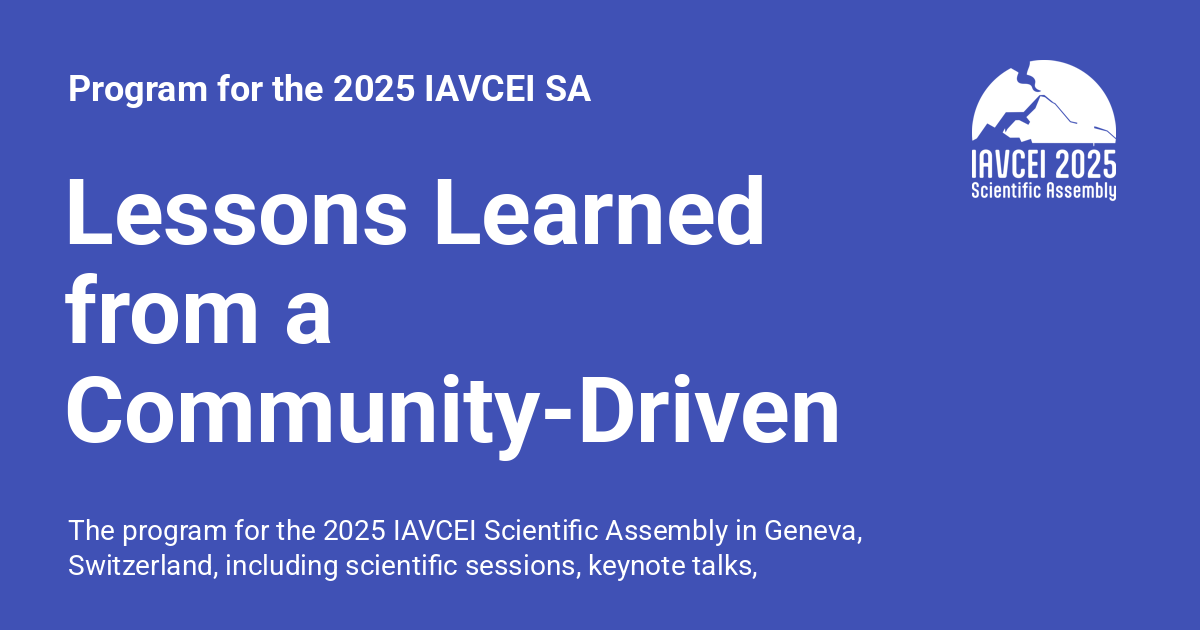 Program for the 2025 IAVCEI SA
IAVCEI 2025
Scientific Assembly
Lessons Learned
from a
Community-Driven
The program for the 2025 IAVCEI Scientific Assembly in Geneva,
Switzerland, including scientific sessions, keynote talks,